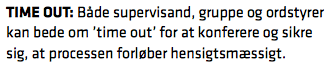 TIME OUT: Både supervisand, gruppe og ordstyrer
kan bede om ’time out’ for at konferere og sikre
sig, at processen forløber hensigtsmæssigt.